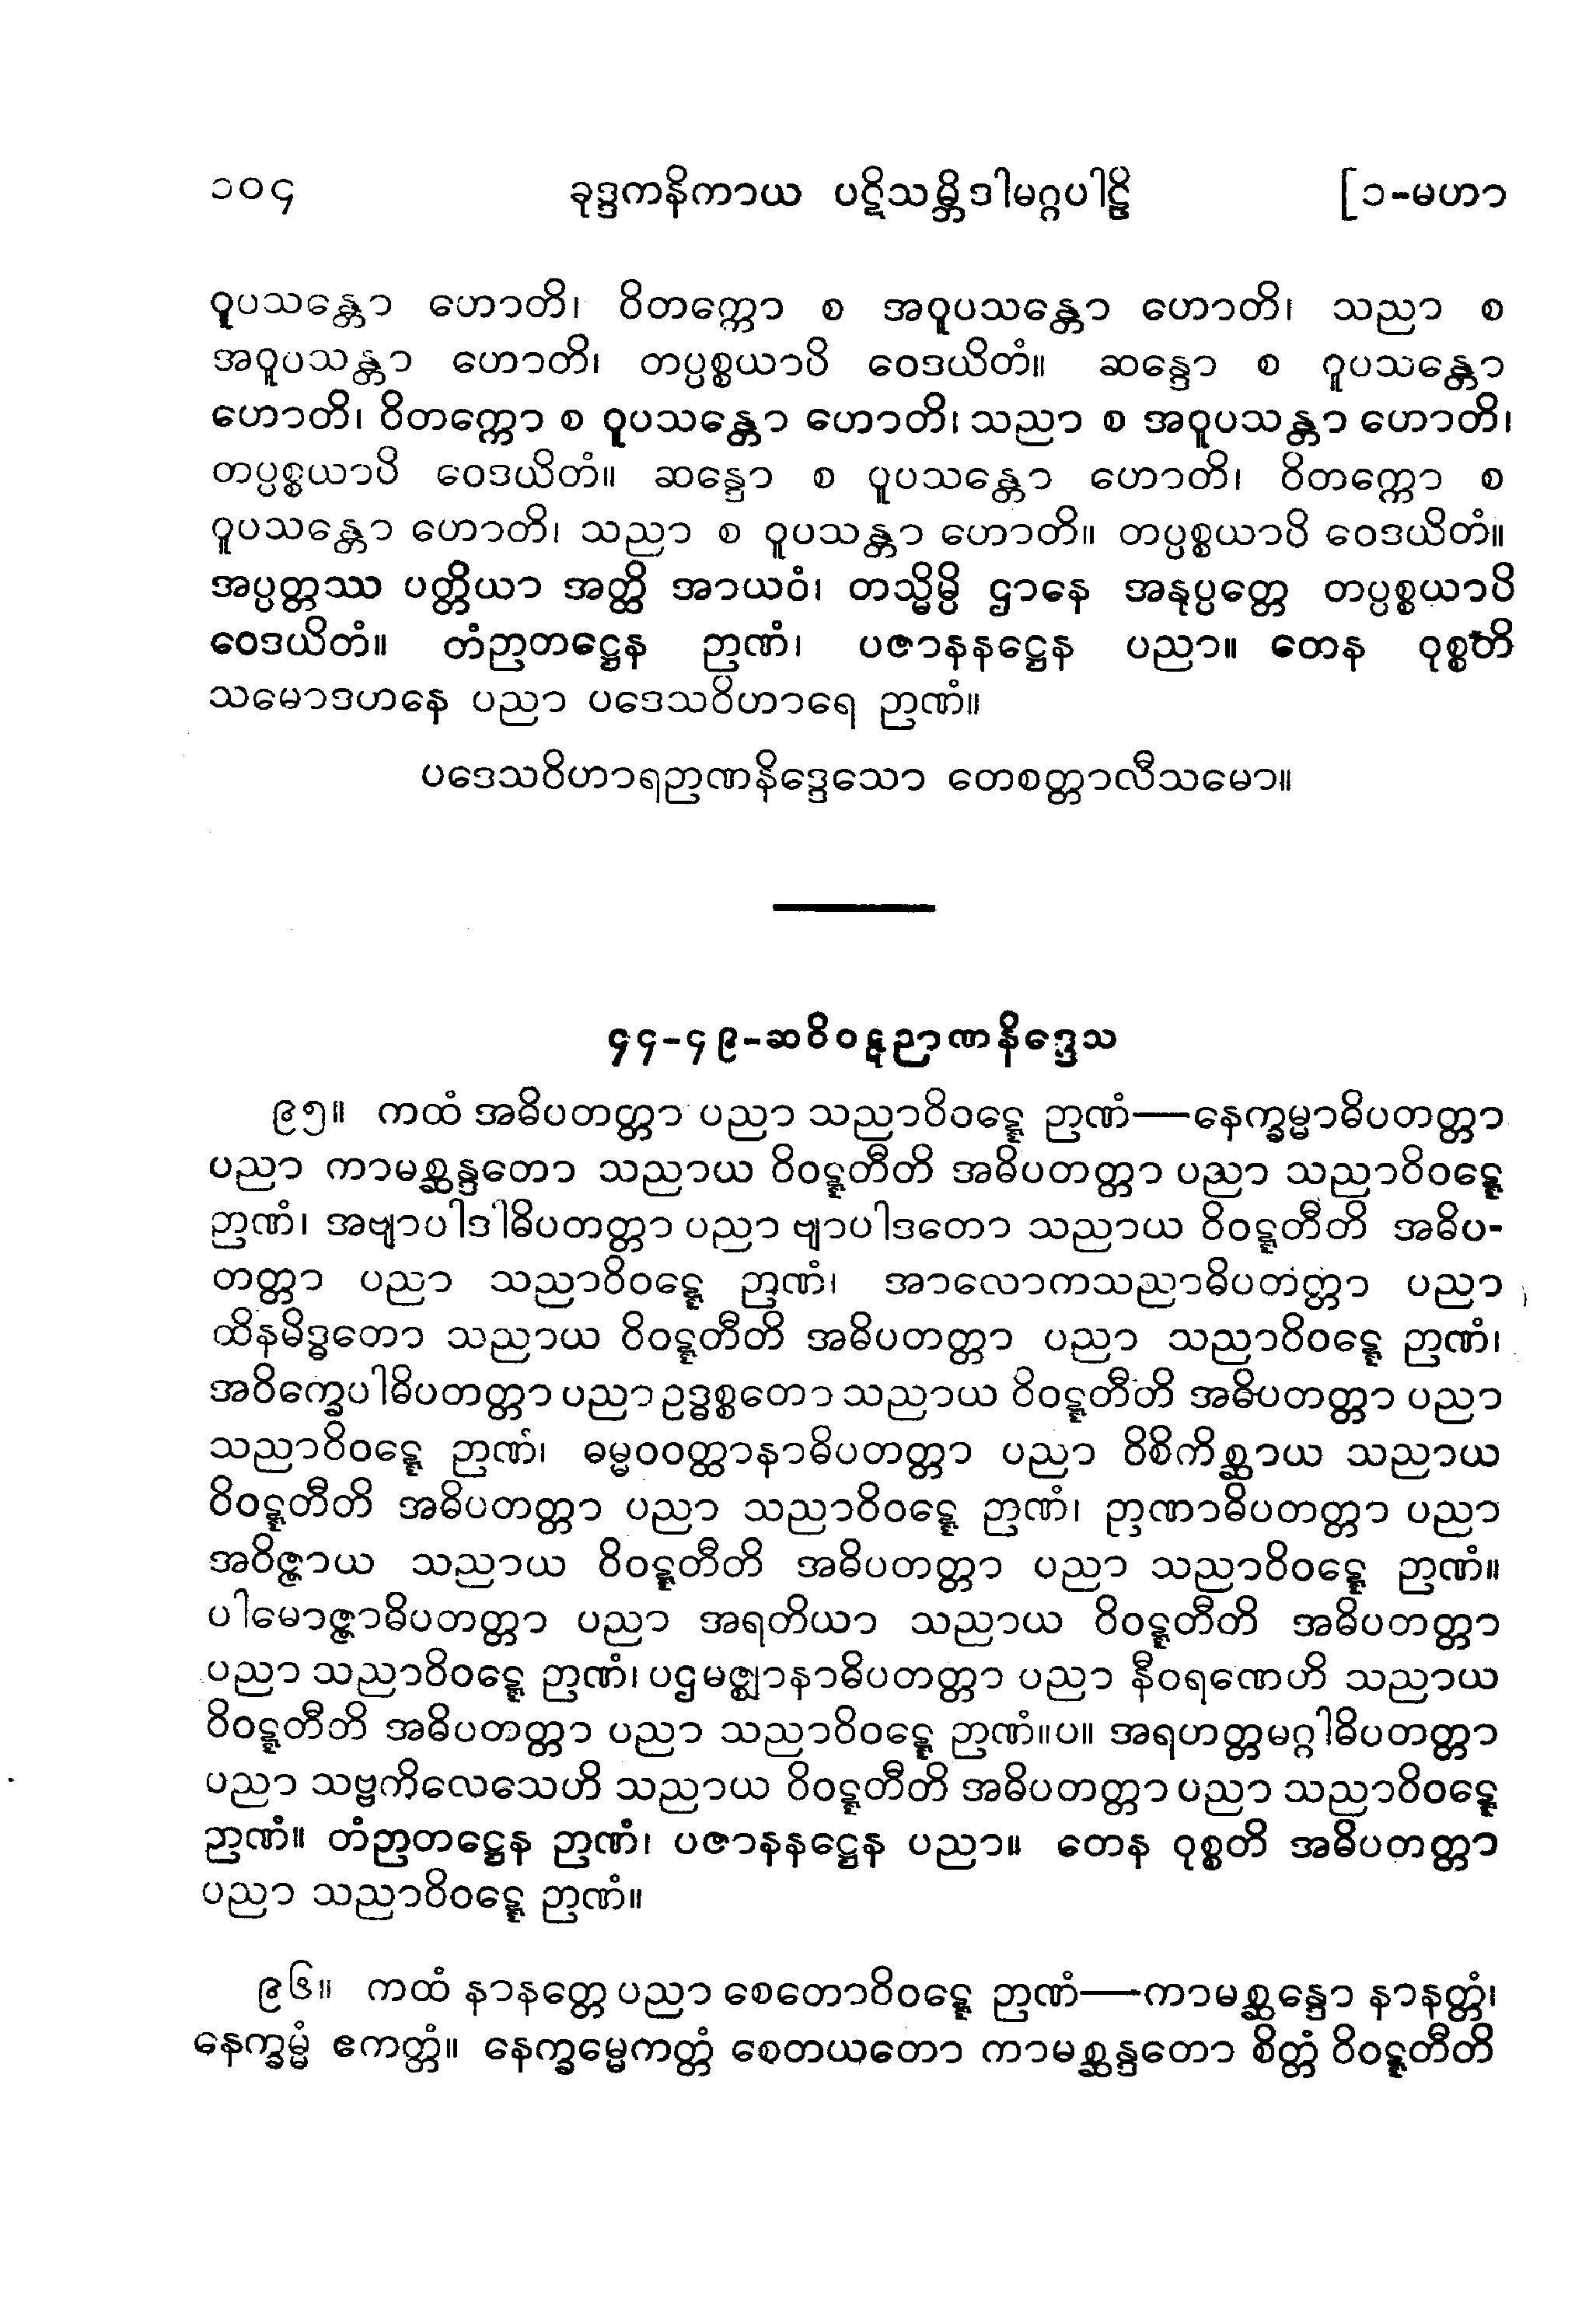 ၁၀၄ ခုဒ္ဒကနိကာယ ပဋိသမ္ဘိဒါမဂ္ဂပါဠိ [၁-မဟာ
ဝူပသန္တော ဟောတိ၊ ဝိတက္ကော စ အဝူပသန္တော ဟောတိ၊ သညာ စ
အဝူပသန္တာ ဟောတိ၊ တပ္ပစ္စယာပိ ဝေဒယိတံ။ ဆန္ဒော စ ဝူပသန္တော
ဟောတိ၊ ဝိတက္ကော စ ဝူပသန္တော ဟောတိ၊ သညာ စ အဝူပသန္တာ ဟောတိ၊
တပ္ပစ္စယာပိ ဝေဒယိတံ။ ဆန္ဒော စ ဝူပသန္တော ဟောတိ၊ ဝိတက္ကော စ
ဝူပသန္တော ဟောတိ၊ သညာ စ ဝူပသန္တာ ဟောတိ။ တပ္ပစ္စယာပိ ဝေဒယိတံ။
အပ္ပတ္တဿ ပတ္တိယာ အတ္ထိ အာယဝံ၊ တသ္မိမ္ပိ ဌာနေ အနုပ္ပတ္တေ တပ္ပစ္စယာပိ
ဝေဒယိတံ။ တံဉာတဋ္ဌေန ဉာဏံ၊ ပဇာနနဋ္ဌေန ပညာ။ တေန ဝုစ္စတိ
သမောဒဟနေ ပညာ ပဒေသဝိဟာရေ ဉာဏံ။
ပဒေသဝိဟာရဉာဏနိဒ္ဒေသော တေစတ္တာလီသမော။
၄၄-၄၉-ဆဝိဝဋ္ဋဉာဏနိဒ္ဒေသ
၉၅။ ကထံ အဓိပတတ္တာ ပညာ သညာဝိဝဋ္ဋေ ဉာဏံ—နေက္ခမ္မာဓိပတတ္တာ
ပညာ ကာမစ္ဆန္ဒတော သညာယ ဝိဝဋ္ဋတီတိ အဓိပတတ္တာ ပညာ သညာဝိဝဋ္ဋေ
ဉာဏံ၊ အဗျာပါဒါဓိပတတ္တာ ပညာ ဗျာပါဒတော သညာယ ဝိဝဋ္ဋတီတိ အဓိပ-
တတ္တာ ပညာ သညာဝိဝဋ္ဋေ ဉာဏံ၊ အာလောကသညာဓိပတတ္တာ ပညာ
ထိနမိဒ္ဓတော သညာယ ဝိဝဋ္ဋတီတိ အဓိပတတ္တာ ပညာ သညာဝိဝဋ္ဋေ ဉာဏံ၊
အဝိက္ခေပါဓိပတတ္တာ ပညာ ဥဒ္ဓစ္စတော သညာယ ဝိဝဋ္ဋတီတိ အဓိပတတ္တာ ပညာ
သညာဝိဝဋ္ဋေ ဉာဏံ၊ ဓမ္မဝဝတ္ထာနာဓိပတတ္တာ ပညာ ဝိစိကိစ္ဆာယ သညာယ
ဝိဝဋ္ဋတီတိ အဓိပတတ္တာ ပညာ သညာဝိဝဋ္ဋေ ဉာဏံ၊ ဉာဏာဓိပတတ္တာ ပညာ
အဝိဇ္ဇာယ သညာယ ဝိဝဋ္ဋတီတိ အဓိပတတ္တာ ပညာ သညာဝိဝဋ္ဋေ ဉာဏံ။
ပါမောဇ္ဇာဓိပတတ္တာ ပညာ အရတိယာ သညာယ ဝိဝဋ္ဋတီတိ အဓိပတတ္တာ
ပညာ သညာဝိဝဋ္ဋေ ဉာဏံ၊ ပဌမဇ္ဈာနာဓိပတတ္တာ ပညာ နီဝရဏေဟိ သညာယ
ဝိဝဋ္ဋတီတိ အဓိပတတ္တာ ပညာ သညာဝိဝဋ္ဋေ ဉာဏံ။ပ။ အရဟတ္တမဂ္ဂါဓိပတတ္တာ
ပညာ သဗ္ဗကိလေသေဟိ သညာယ ဝိဝဋ္ဋတီတိ အဓိပတတ္တာ ပညာ သညာဝိဝဋ္ဋေ
ဉာဏံ။ တံဉာတဋ္ဌေန ဉာဏံ၊ ပဇာနနဋ္ဌေန ပညာ။ တေန ဝုစ္စတိ အဓိပတတ္တာ
ပညာ သညာဝိဝဋ္ဋေ ဉာဏံ။
၉၆။ ကထံ နာနတ္တေ ပညာ စေတောဝိဝဋ္ဋေ ဉာဏံ—ကာမစ္ဆန္ဒော နာနတ္တံ၊
နေက္ခမ္မံ ဧကတ္တံ။ နေက္ခမ္မေကတ္တံ စေတယတော ကာမစ္ဆန္ဒတော စိတ္တံ ဝိဝဋ္ဋတီတိ